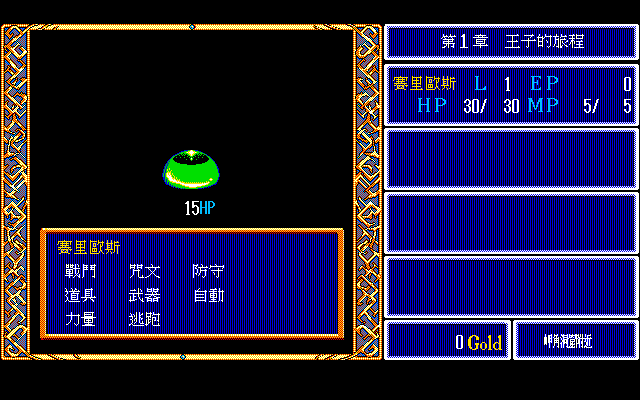 第1章 王子的旅程
賽里歐斯 L 1 EP 0
HP 30/ 30 MP 5/ 5
15HP
賽里歐斯
戰鬥 咒文 防守
道具 武器 自動
力量 逃跑
0 Gold